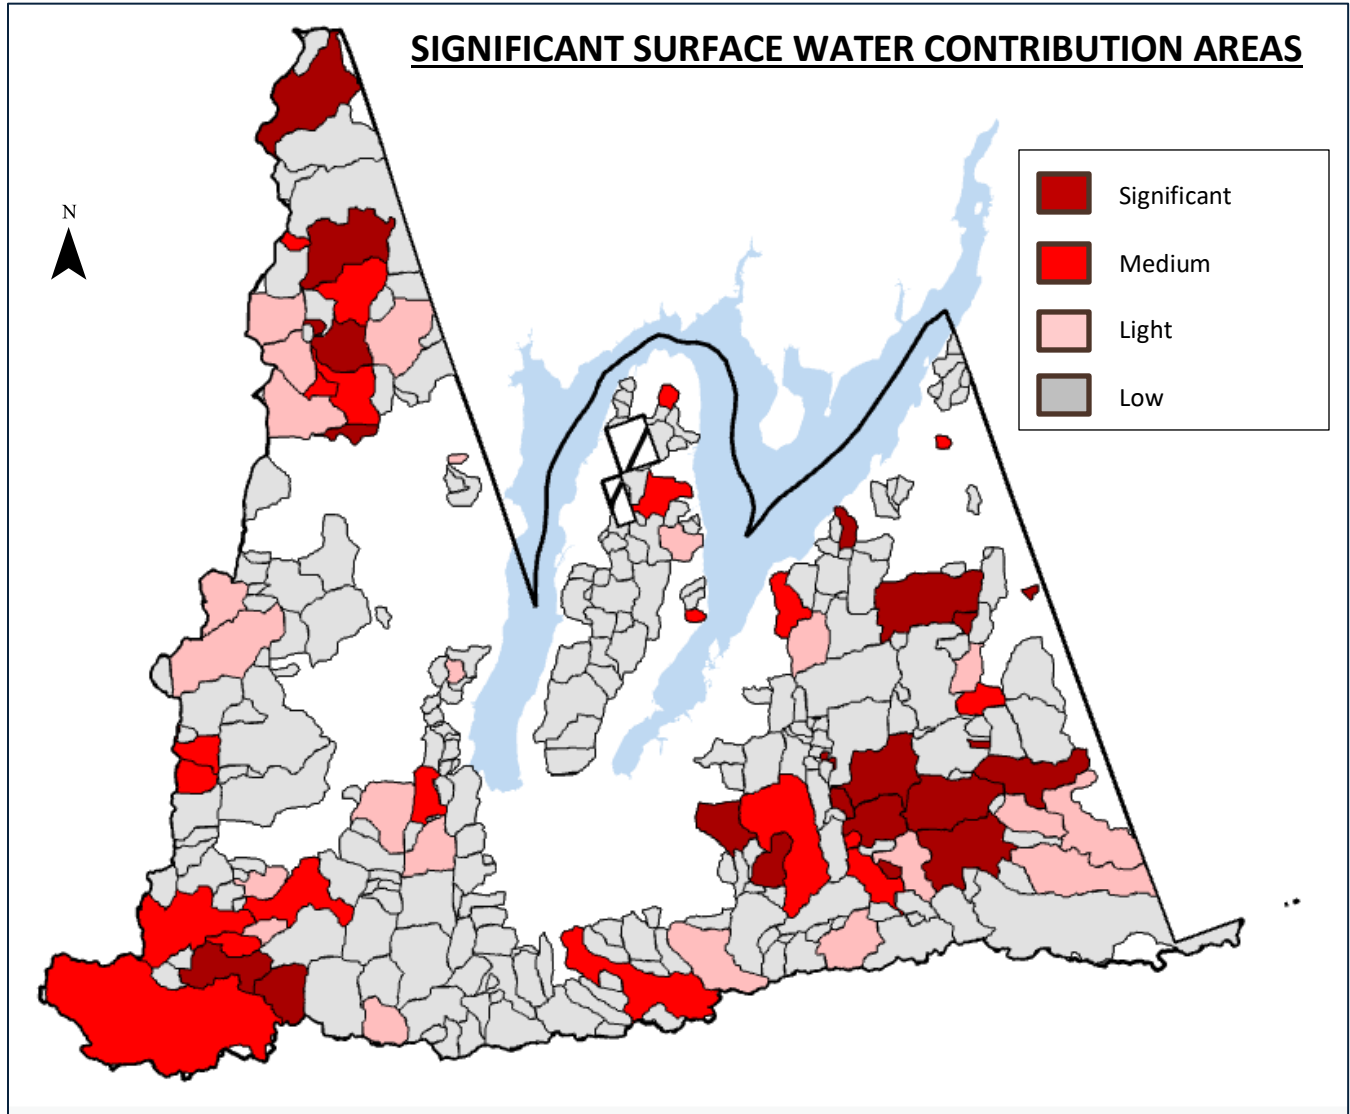 SIGNIFICANT SURFACE WATER CONTRIBUTION AREAS
N
Significant
Medium
Light
Low